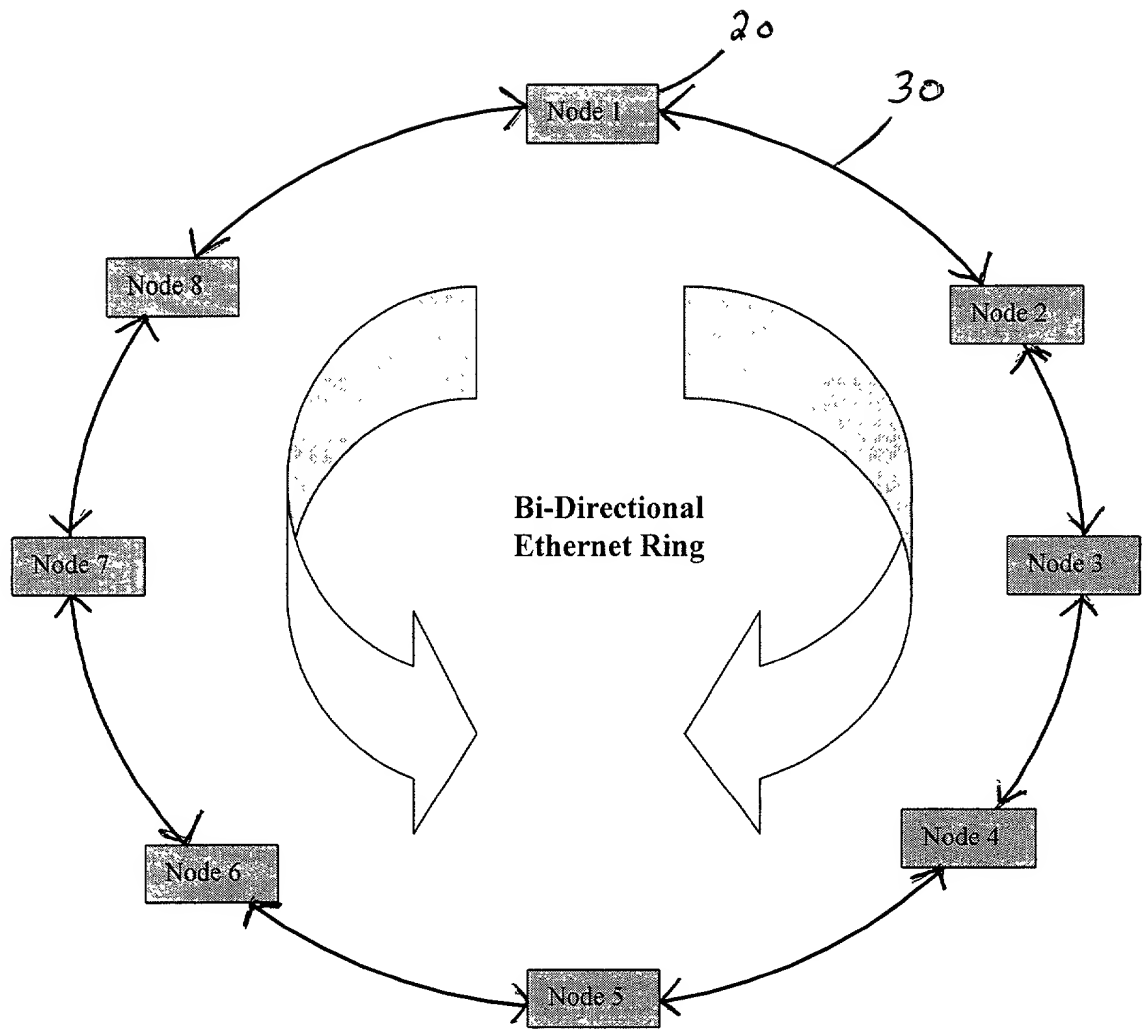 20
30
Node 1
Node 8
Node 2
Bi-Directional
Ethernet Ring
Node 7
Node 3
Node 4
Node 6
Node 5